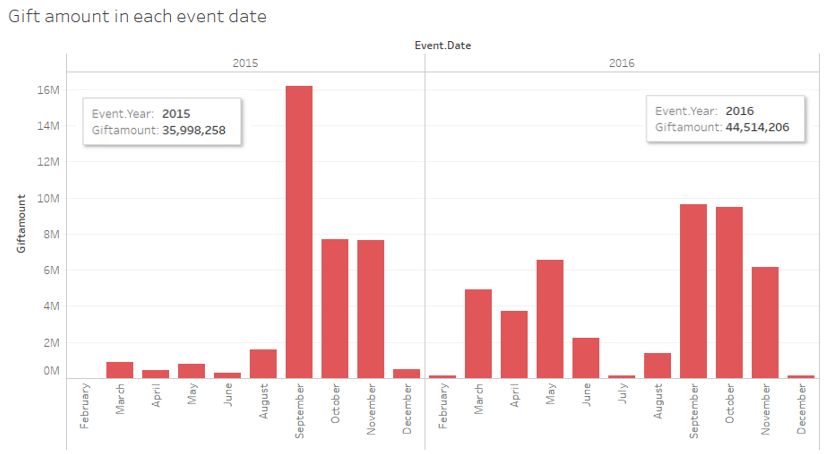 Gift amount in each event date
Event.Date
2015
2016
16M
14M
12M
10M
8M
6M
4M
2M
0M
Giftamount
Event.Year: 2015
Giftamount: 35,998,258
Event.Year: 2016
Giftamount: 44,514,206
February
March
April
May
June
August
September
October
November
December
February
March
April
May
June
July
August
September
October
November
December